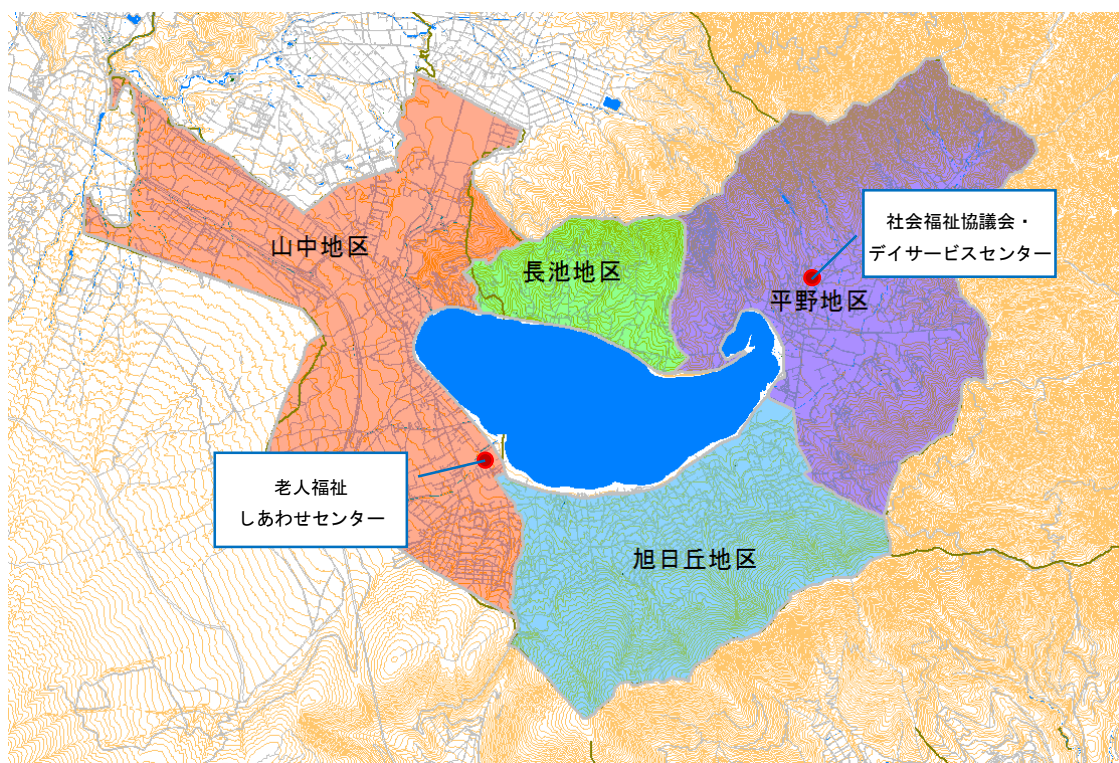 社会福祉協議会・
デイサービスセンター
山中地区
長池地区
平野地区
老人福祉
しあわせセンター
旭日丘地区